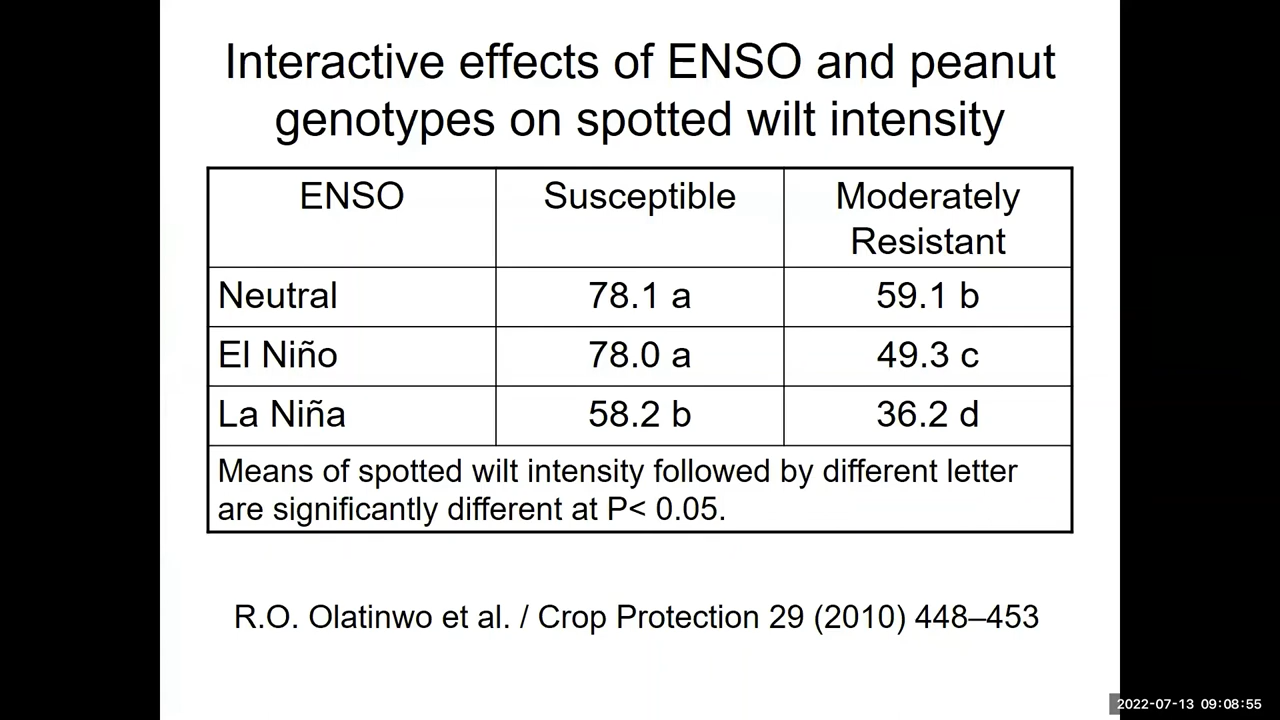 Interactive effects of ENSO and peanut
genotypes on spotted wilt intensity
ENSO Susceptible Moderately
Resistant
Neutral 78.1 a 59.1 b
El Niño 78.0 a 49.3 c
La Niña 58.2 b 36.2 d
Means of spotted wilt intensity followed by different letter
are significantly different at P< 0.05.
R.O. Olatinwo et al. / Crop Protection 29 (2010) 448–453
2022-07-13 09:08:55